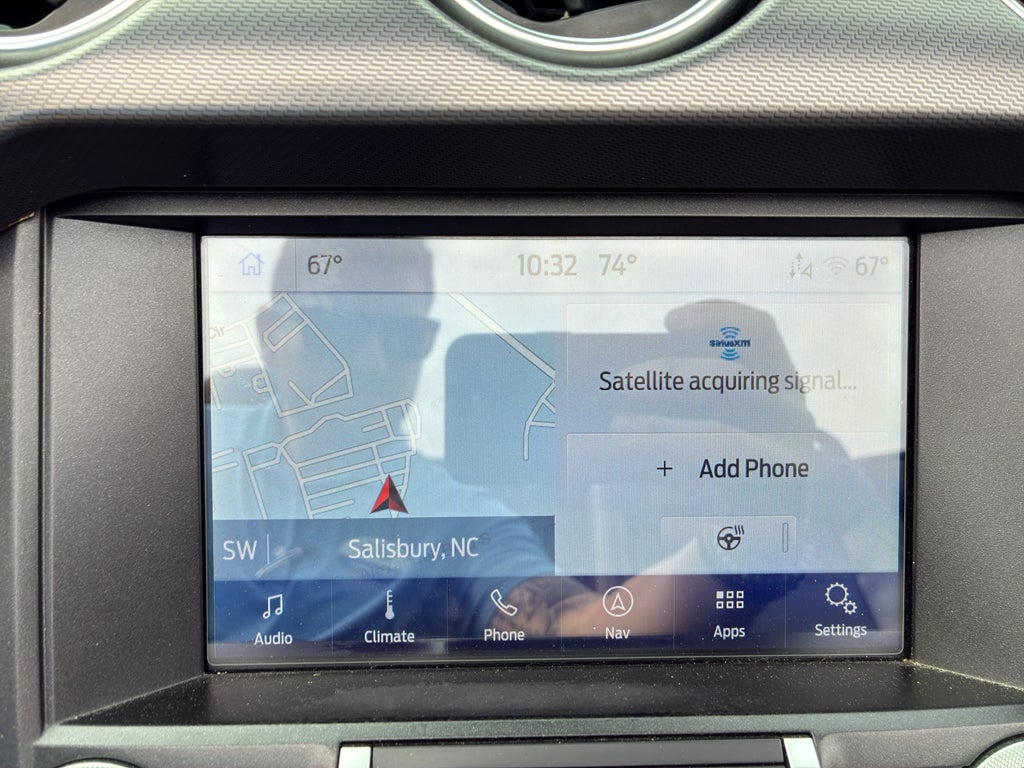 67° 10:32 74° 67°
Cir
SiriusXM
Satellite acquiring signal...
+ Add Phone
SW Salisbury, NC
Audio Climate Phone Nav Apps Settings